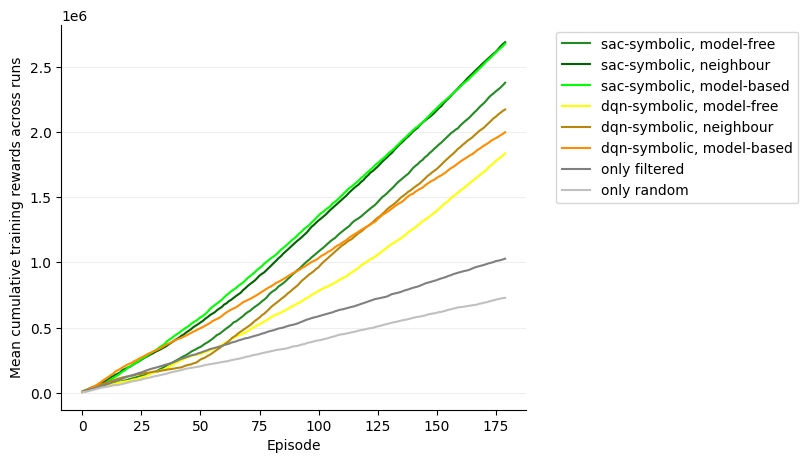 1e6
Mean cumulative training rewards across runs
2.5
2.0
1.5
1.0
0.5
0.0
0
25
50
75
100
125
150
175
Episode
sac-symbolic, model-free
sac-symbolic, neighbour
sac-symbolic, model-based
dqn-symbolic, model-free
dqn-symbolic, neighbour
dqn-symbolic, model-based
only filtered
only random